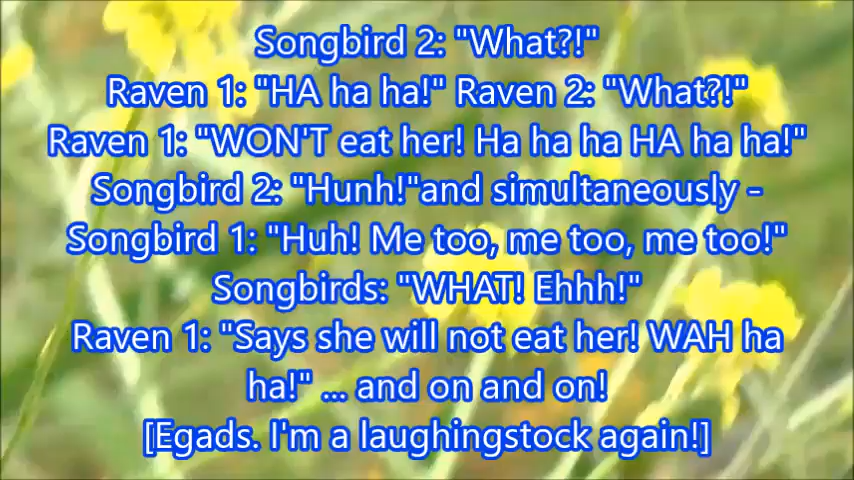 Songbird 2: "What?!"
Raven 1: "HA ha ha!" Raven 2: "What?!"
Raven 1: "WON'T eat her! Ha ha ha HA ha ha!"
Songbird 2: "Hunh!"and simultaneously -
Songbird 1: "Huh! Me too, me too, me too!"
Songbirds: "WHAT! Ehhh!"
Raven 1: "Says she will not eat her! WAH ha
ha!" ... and on and on!
[Egads. I'm a laughingstock again!]